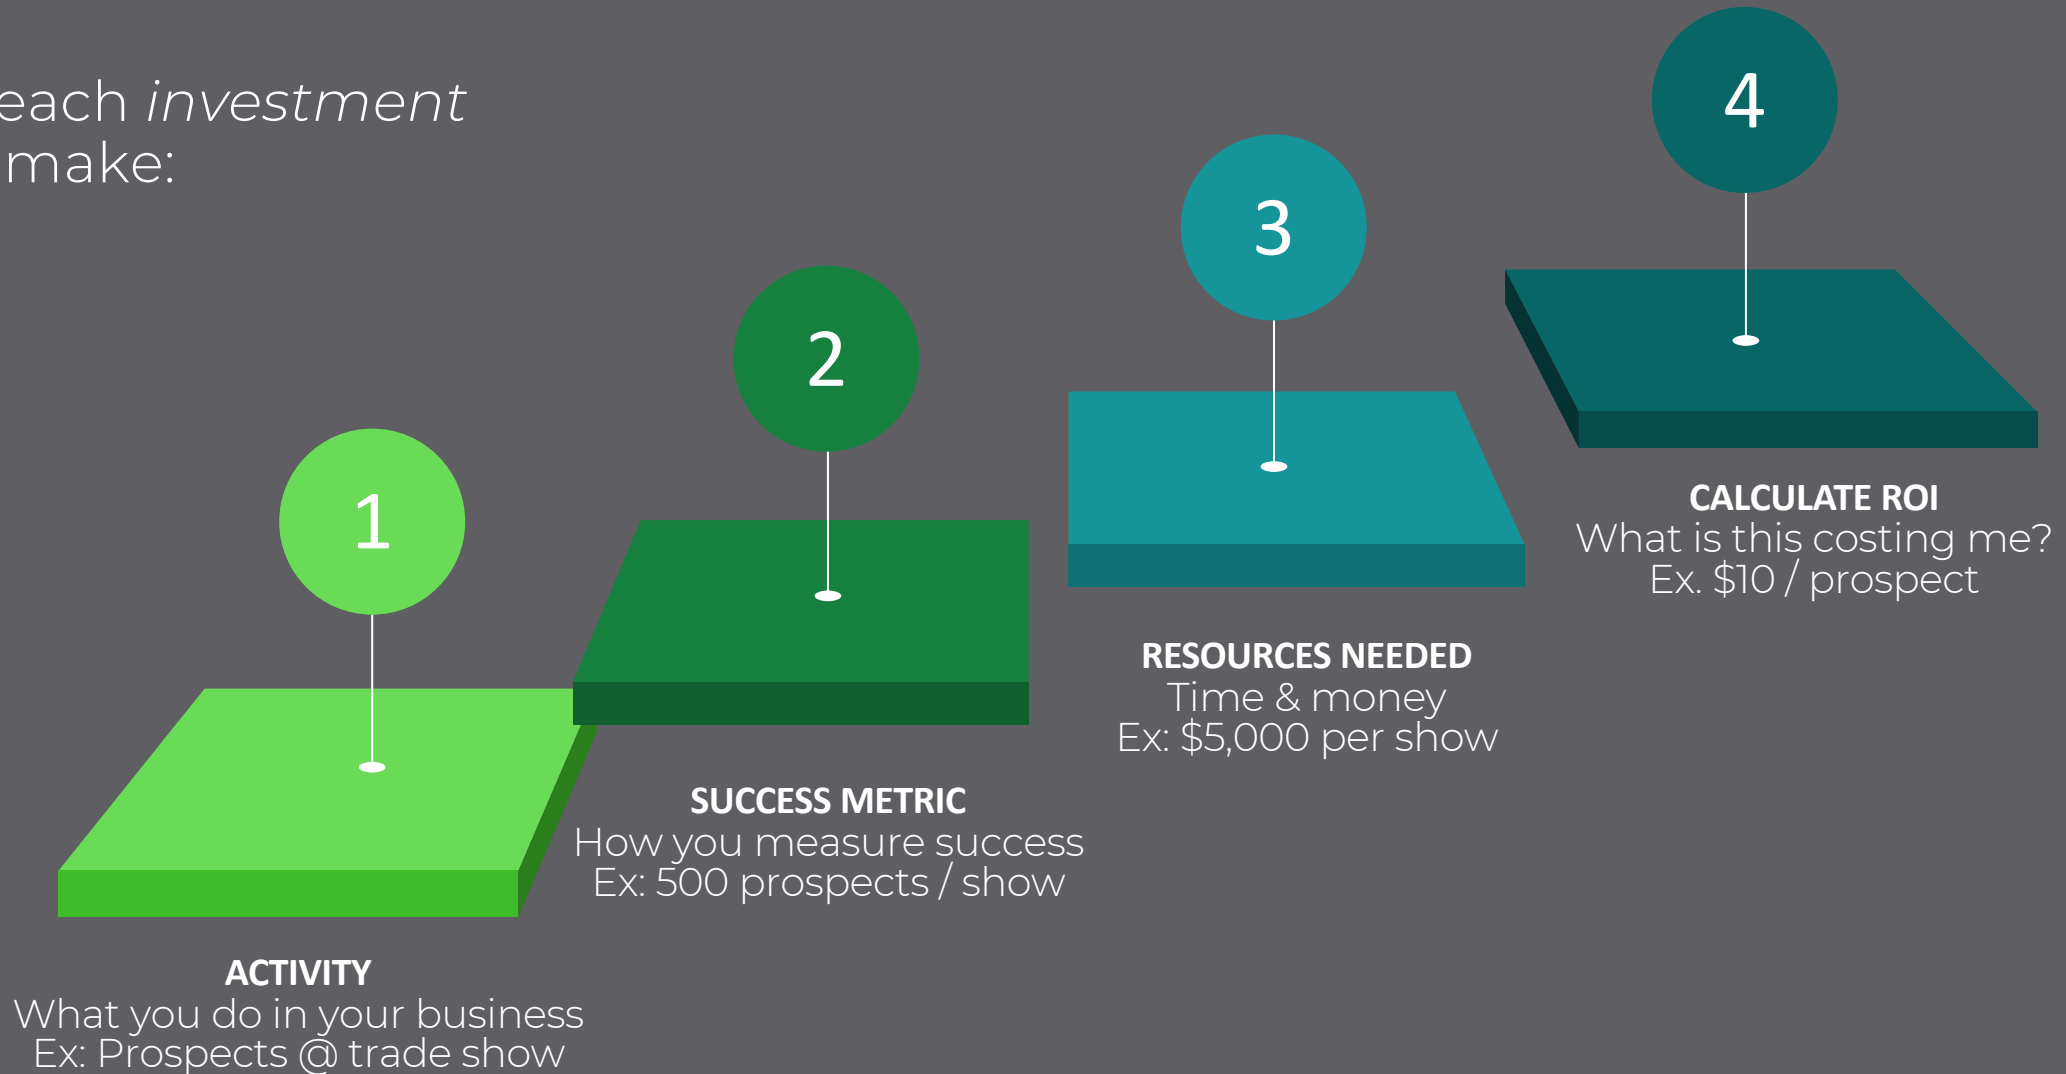 each investment
make:
1
ACTIVITY
What you do in your business
Ex: Prospects @ trade show
2
SUCCESS METRIC
How you measure success
Ex: 500 prospects / show
3
RESOURCES NEEDED
Time & money
Ex: $5,000 per show
4
CALCULATE ROI
What is this costing me?
Ex. $10 / prospect